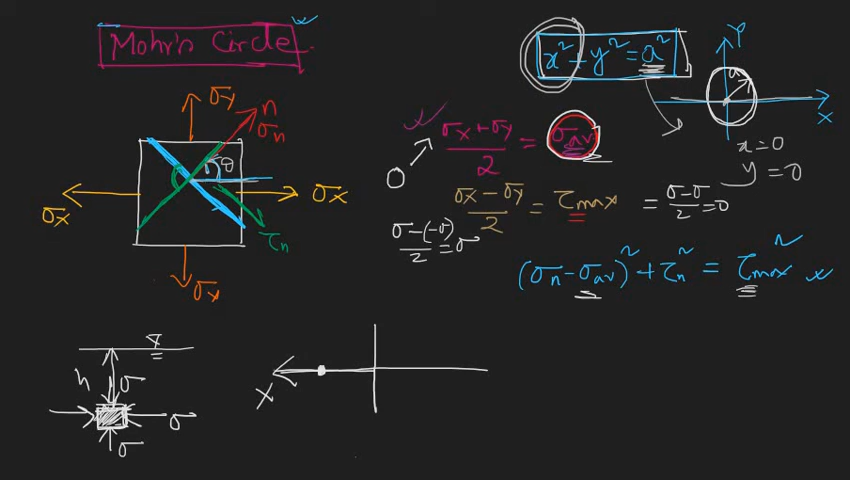 Mohr's Circle
x² + y² = a²
Y
a
X
x=0
y=0
σy
n
σn
θ
σx
σx
τn
σx
(σx+σy)/2 = σav
O
(σx-σy)/2 = τmax = (σ-σ)/2 = 0
(σ-(-σ))/2 = σ
(σn-σav)² + τn² = τmax²
h
σ
σ
σ
X